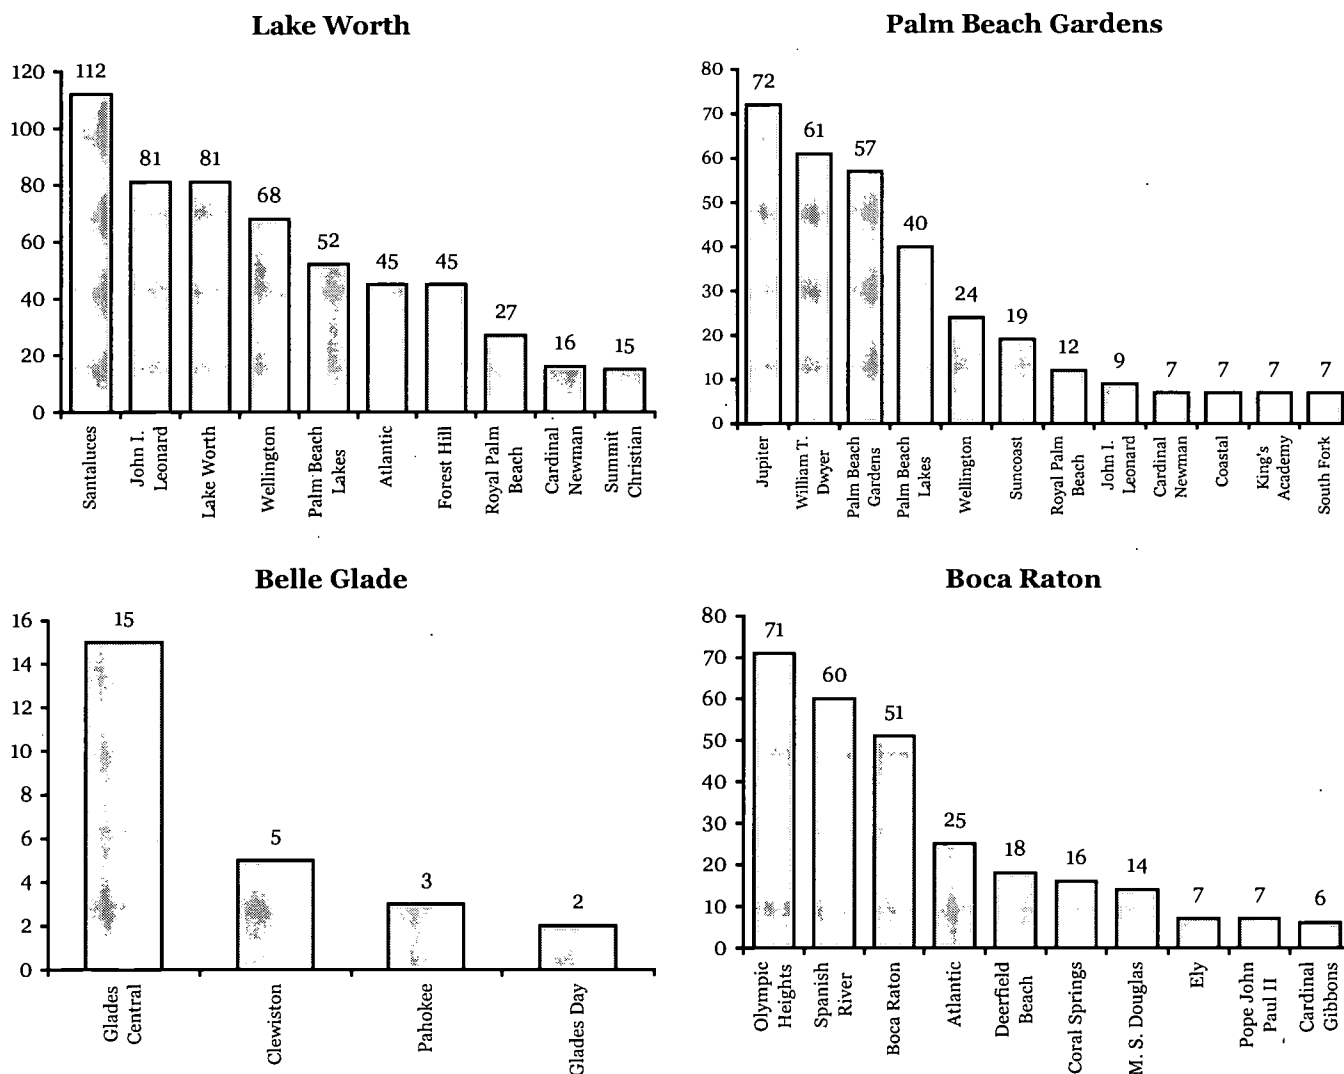 Lake Worth
120
100
80
60
40
20
0
112
81
81
68
52
45
45
27
16
15
Santaluces
John I.
Leonard
Lake Worth
Wellington
Palm Beach
Lakes
Atlantic
Forest Hill
Royal Palm
Beach
Cardinal
Newman
Summit
Christian
Palm Beach Gardens
80
70
60
50
40
30
20
10
0
72
61
57
40
24
19
12
9
7
7
7
7
Jupiter
William T.
Dwyer
Palm Beach
Gardens
Palm Beach
Lakes
Wellington
Suncoast
Royal Palm
Beach
John I.
Leonard
Cardinal
Newman
Coastal
King's
Academy
South Fork
Belle Glade
16
14
12
10
8
6
4
2
0
15
5
3
2
Glades
Central
Clewiston
Pahokee
Glades Day
Boca Raton
80
70
60
50
40
30
20
10
0
71
60
51
25
18
16
14
7
7
6
Olympic
Heights
Spanish
River
Boca Raton
Atlantic
Deerfield
Beach
Coral Springs
M. S. Douglas
Ely
Pope John
Paul II
Cardinal
Gibbons